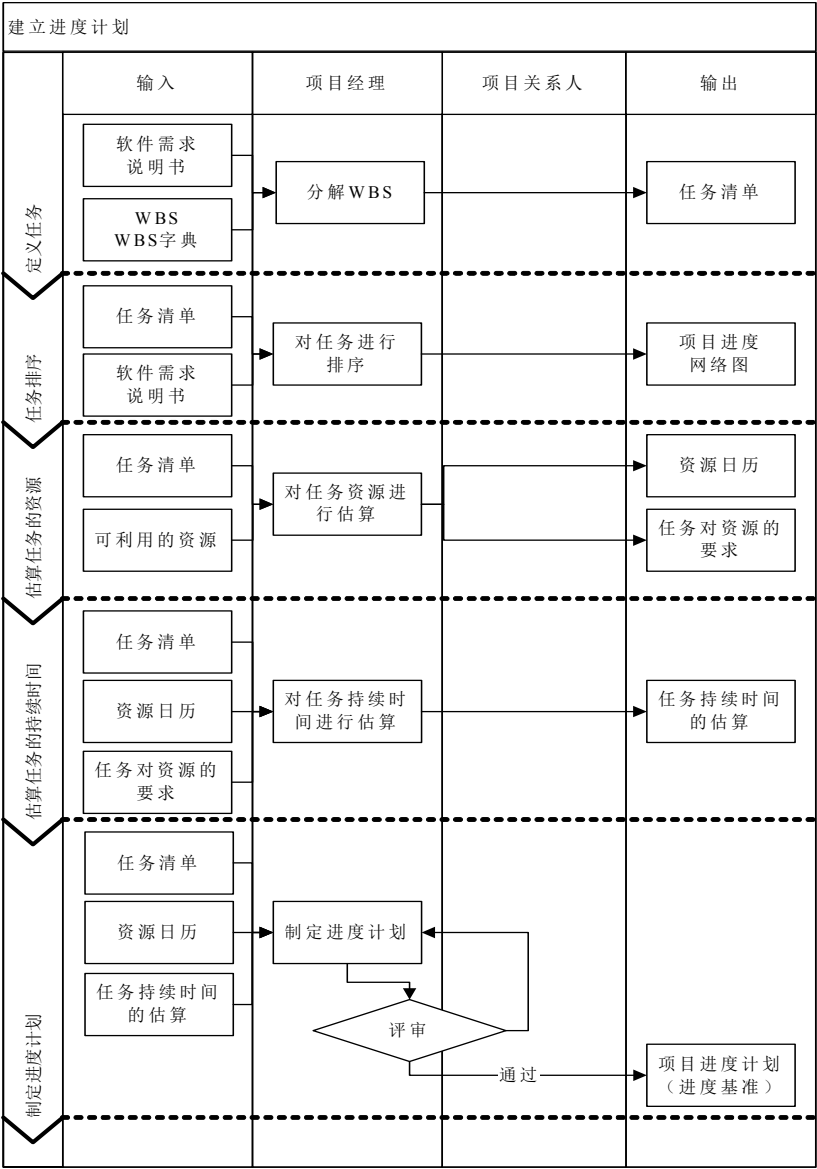 建立进度计划
输入
项目经理
项目关系人
输出
定义任务
软件需求
说明书
WBS
WBS字典
分解WBS
任务清单
任务排序
任务清单
软件需求
说明书
对任务进行
排序
项目进度
网络图
估算任务的资源
任务清单
可利用的资源
对任务资源进
行估算
资源日历
任务对资源的
要求
估算任务的持续时间
任务清单
资源日历
任务对资源的
要求
对任务持续时
间进行估算
任务持续时间
的估算
制定进度计划
任务清单
资源日历
任务持续时间
的估算
制定进度计划
评审
通过
项目进度计划
（进度基准）